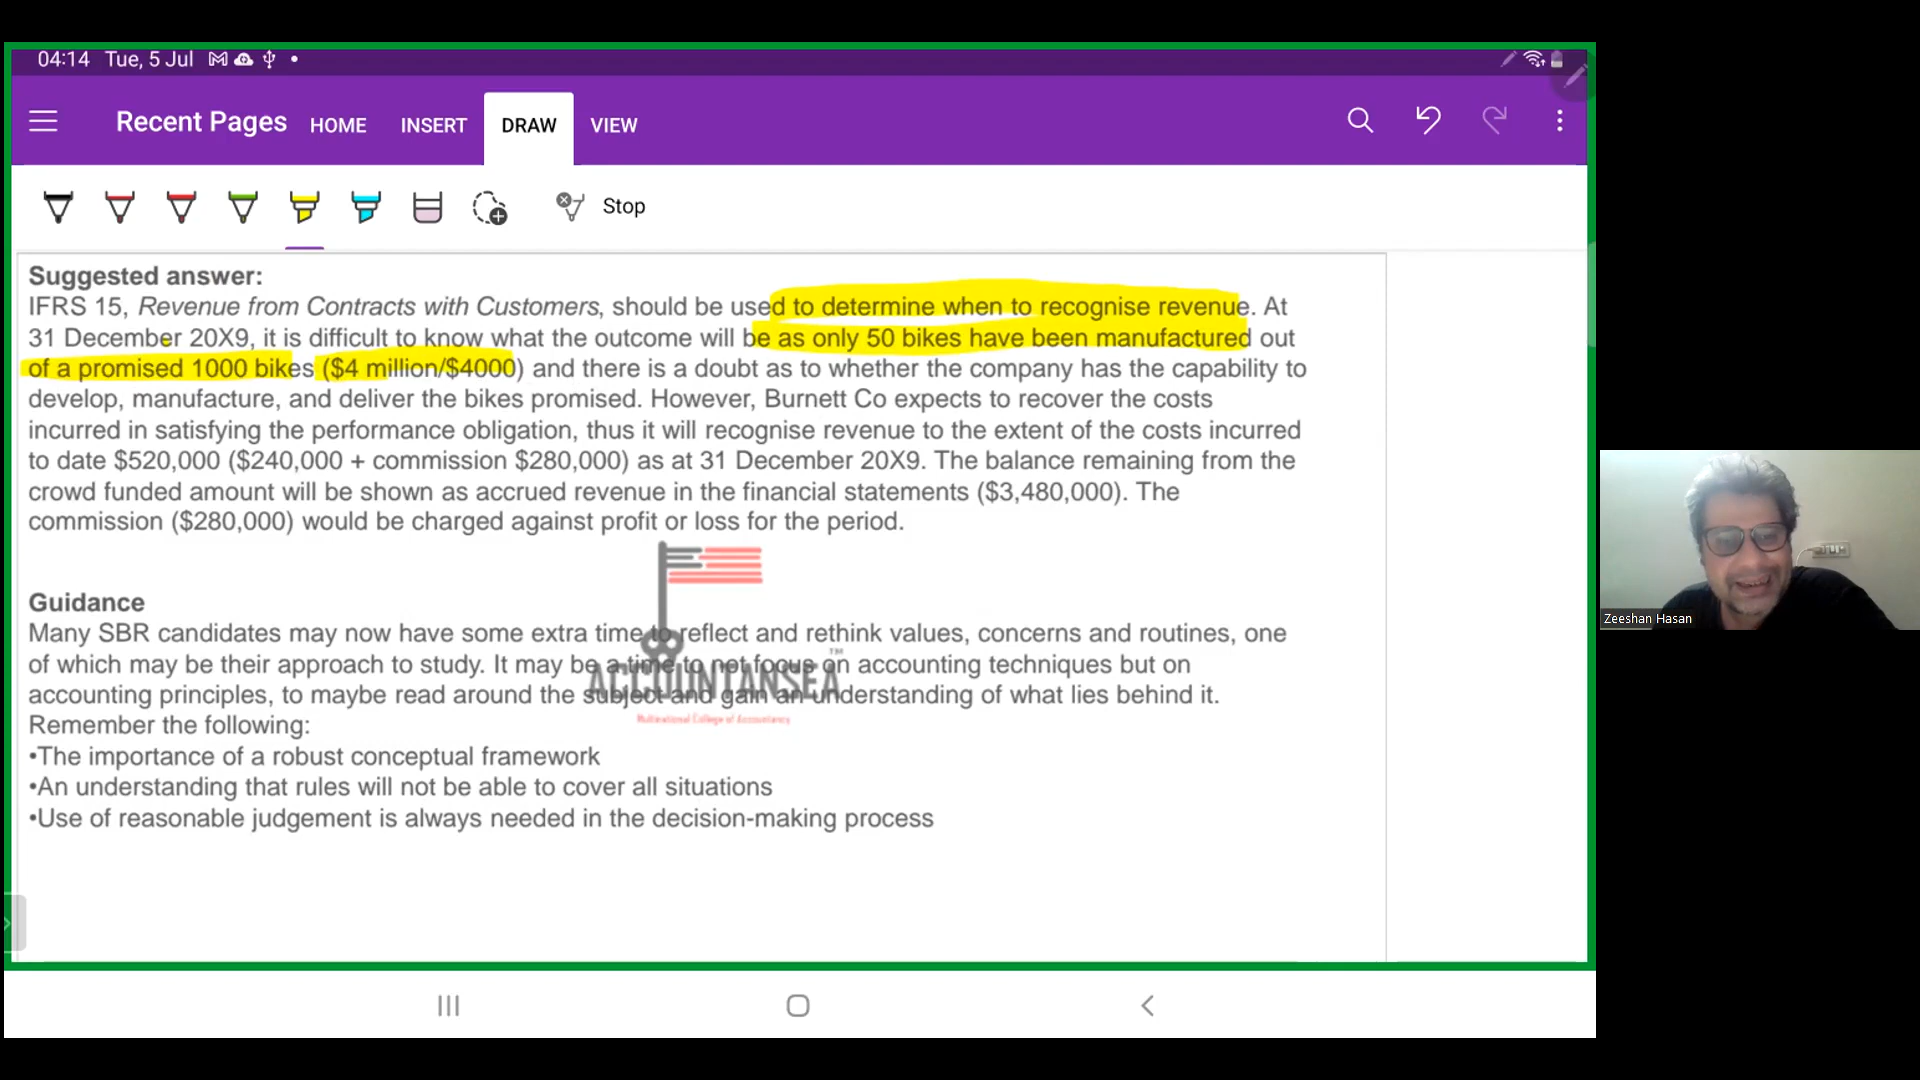 04:14 Tue, 5 Jul
Recent Pages HOME INSERT DRAW VIEW
Stop
Suggested answer:
IFRS 15, Revenue from Contracts with Customers, should be used to determine when to recognise revenue. At
31 December 20X9, it is difficult to know what the outcome will be as only 50 bikes have been manufactured out
of a promised 1000 bikes ($4 million/$4000) and there is a doubt as to whether the company has the capability to
develop, manufacture, and deliver the bikes promised. However, Burnett Co expects to recover the costs
incurred in satisfying the performance obligation, thus it will recognise revenue to the extent of the costs incurred
to date $520,000 ($240,000 + commission $280,000) as at 31 December 20X9. The balance remaining from the
crowd funded amount will be shown as accrued revenue in the financial statements ($3,480,000). The
commission ($280,000) would be charged against profit or loss for the period.
Guidance
Many SBR candidates may now have some extra time to reflect and rethink values, concerns and routines, one
of which may be their approach to study. It may be a time to not focus on accounting techniques but on
accounting principles, to maybe read around the subject and gain an understanding of what lies behind it.
Remember the following:
•The importance of a robust conceptual framework
•An understanding that rules will not be able to cover all situations
•Use of reasonable judgement is always needed in the decision-making process
ACCOUNTANSEA™
Multinational College of Accountancy
Zeeshan Hasan